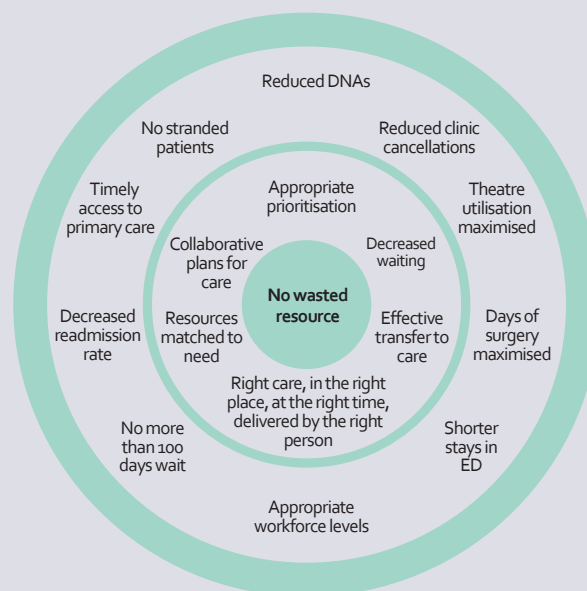 Reduced DNAs
No stranded
patients
Reduced clinic
cancellations
Timely
access to
primary care
Appropriate
prioritisation
Theatre
utilisation
maximised
Collaborative
plans for
care
Decreased
waiting
No wasted
resource
Decreased
readmission
rate
Resources
matched to
need
Effective
transfer to
care
Days of
surgery
maximised
Right care, in the right
place, at the right time,
delivered by the right
person
No more
than 100
days wait
Shorter
stays in
ED
Appropriate
workforce levels